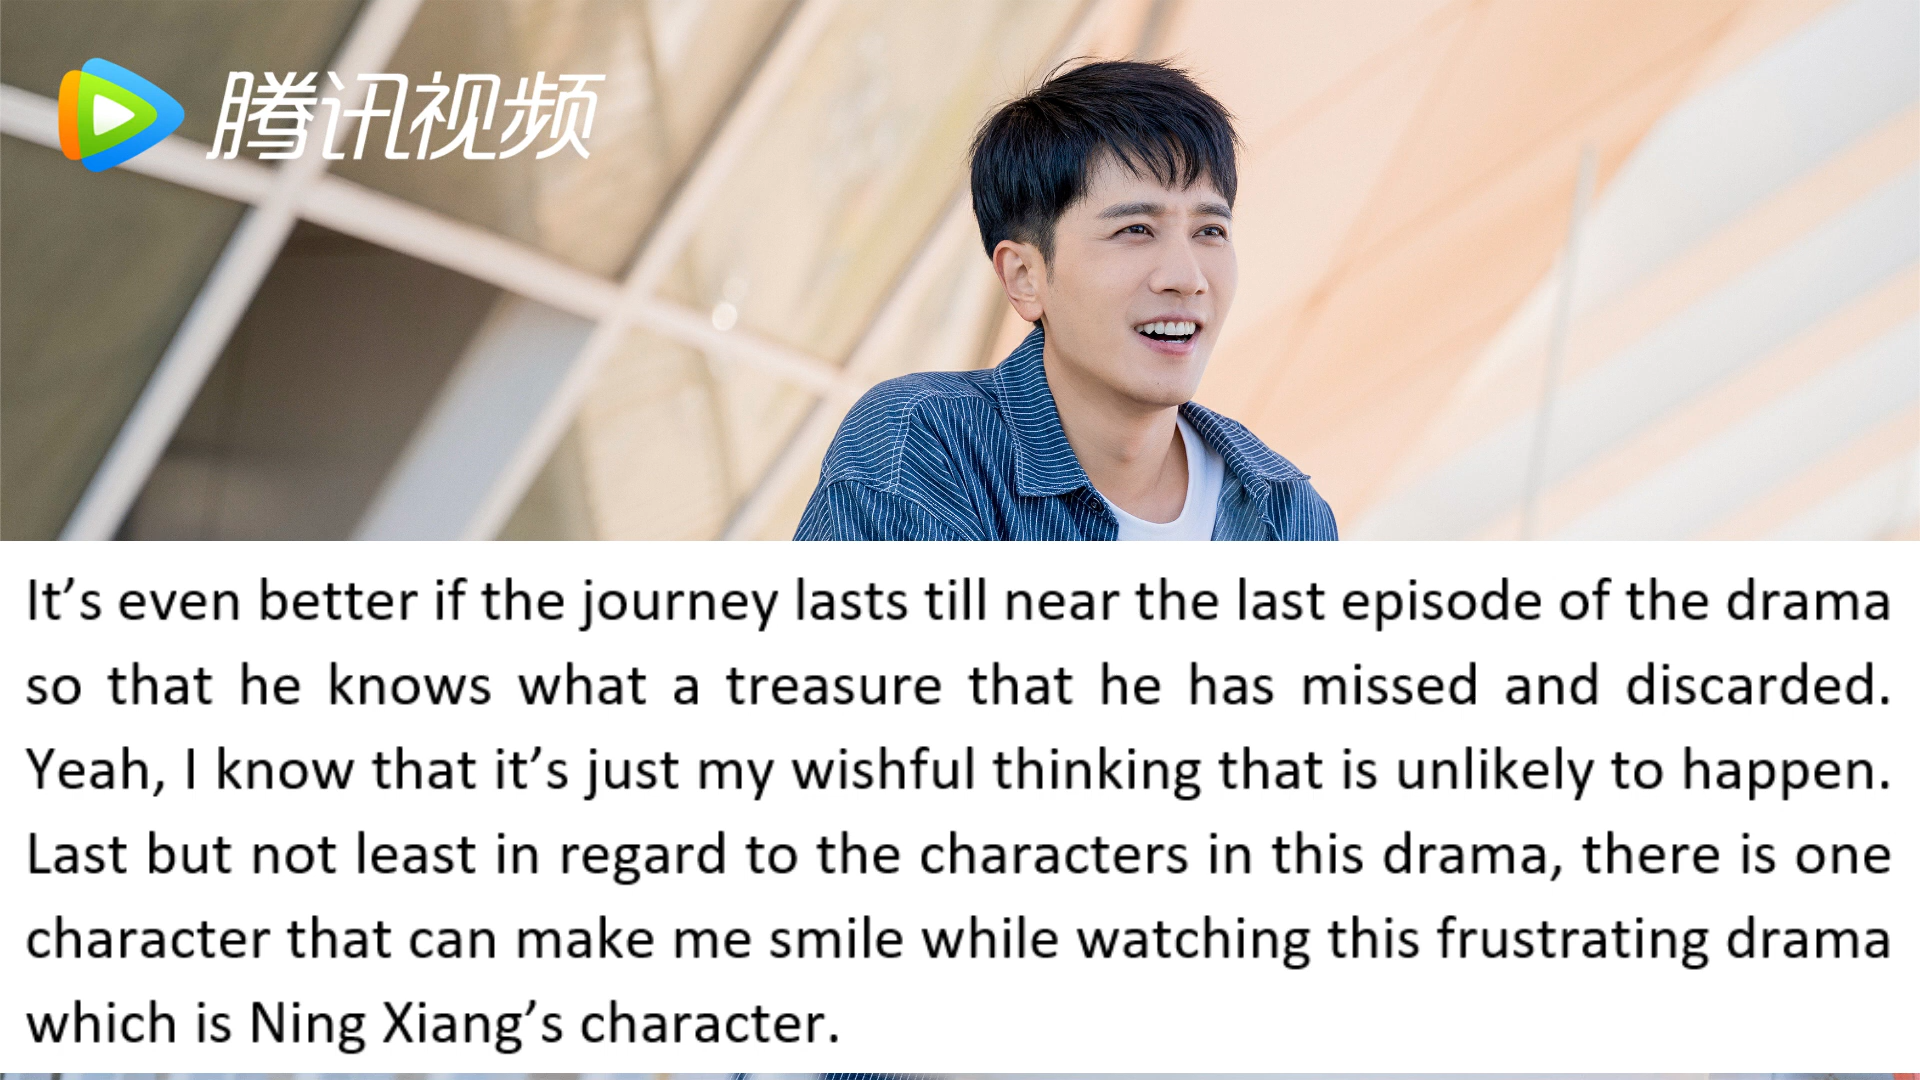 腾讯视频
It’s even better if the journey lasts till near the last episode of the drama
so that he knows what a treasure that he has missed and discarded.
Yeah, I know that it’s just my wishful thinking that is unlikely to happen.
Last but not least in regard to the characters in this drama, there is one
character that can make me smile while watching this frustrating drama
which is Ning Xiang’s character.